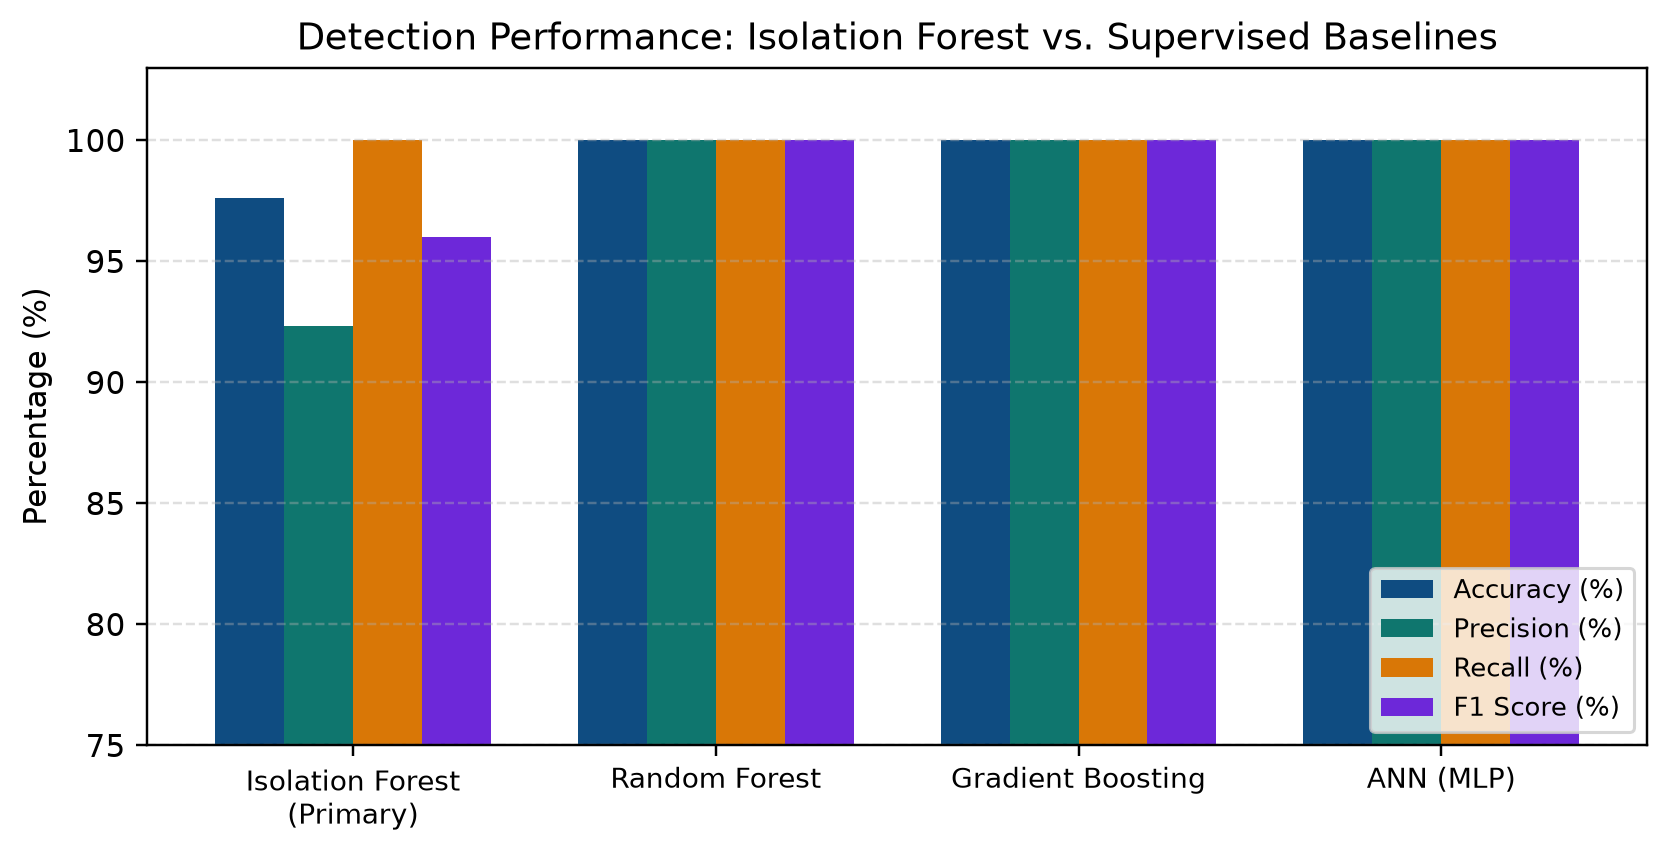 Detection Performance: Isolation Forest vs. Supervised Baselines
Percentage (%)
100
95
90
85
80
75
Accuracy (%)
Precision (%)
Recall (%)
F1 Score (%)
Isolation Forest
(Primary)
Random Forest
Gradient Boosting
ANN (MLP)